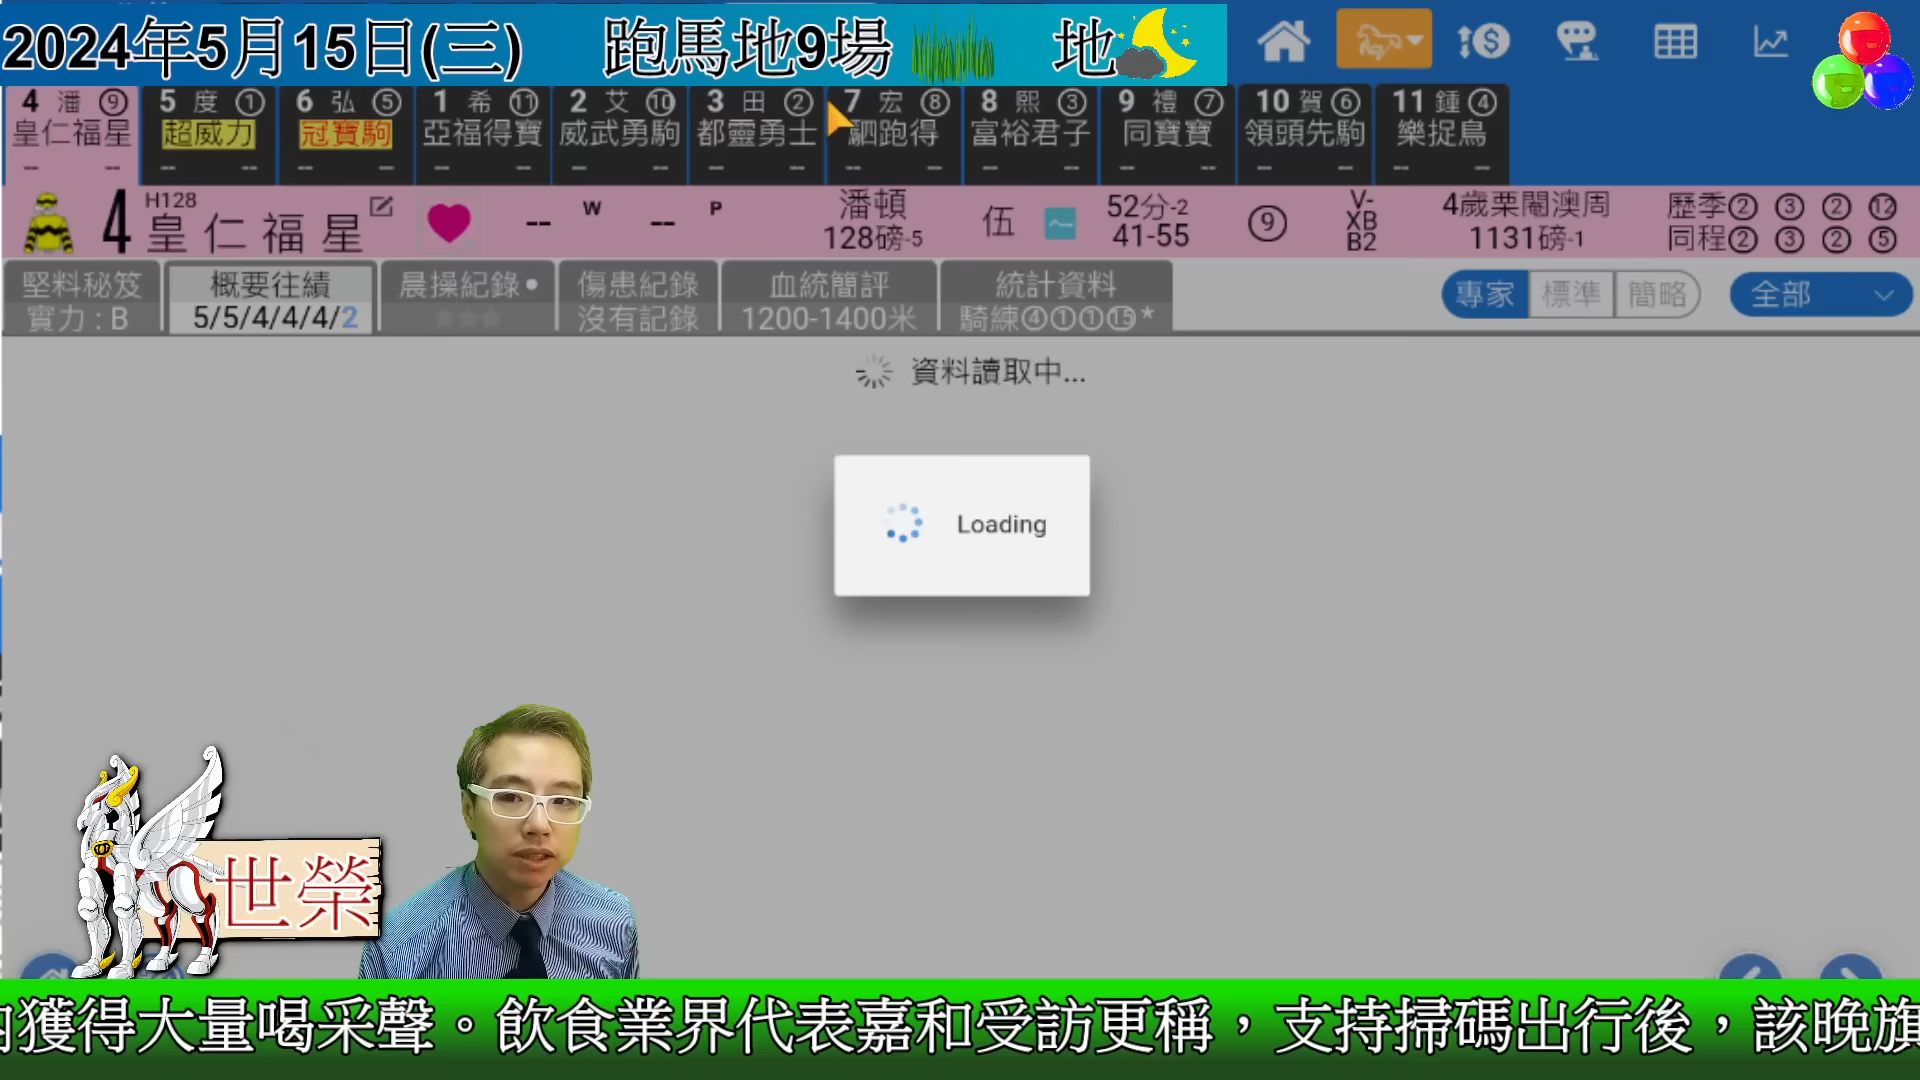 2024年5月15日(三) 跑馬地9場 地
4 潘 ⑨ 5 度 ① 6 弘 ⑤ 1 希 ⑪ 2 艾 ⑩ 3 田 ② 7 宏 ⑧ 8 熙 ③ 9 禮 ⑦ 10 賀 ⑥ 11 鍾 ④
皇仁福星 超威力 冠寶駒 亞福得寶 威武勇駒 都靈勇士 駟跑得 富裕君子 同寶寶 領頭先駒 樂捉鳥
-- -- -- -- -- -- -- -- -- -- -- -- -- -- -- -- -- -- -- -- -- --
4 H128 皇仁福星 -- W -- P 潘頓 128磅-5 伍 52分-2 41-55 ⑨ V- XB B2 4歲栗閹澳周 1131磅-1 歷季② ③ ② ⑫
同程② ③ ② ⑤
堅料秘笈 概要往績 晨操紀錄 傷患紀錄 血統簡評 統計資料 專家 標準 簡略 全部
實力:B 5/5/4/4/4/2 ☆☆☆ 沒有記錄 1200-1400米 騎練④①①⑮*
資料讀取中...
Loading
世榮
獲得大量喝采聲。飲食業界代表嘉和受訪更稱，支持掃碼出行後，該晚旗